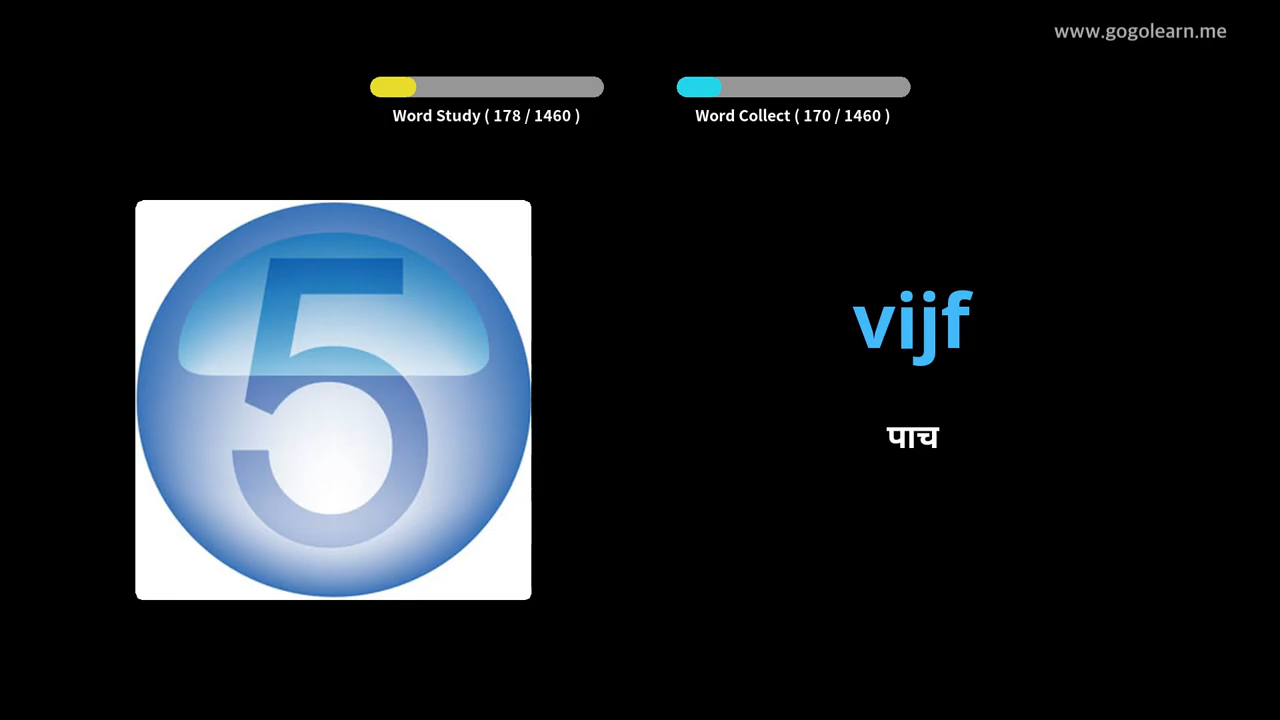 www.gogolearn.me
Word Study ( 178 / 1460 )
Word Collect ( 170 / 1460 )
5
vijf
पाच